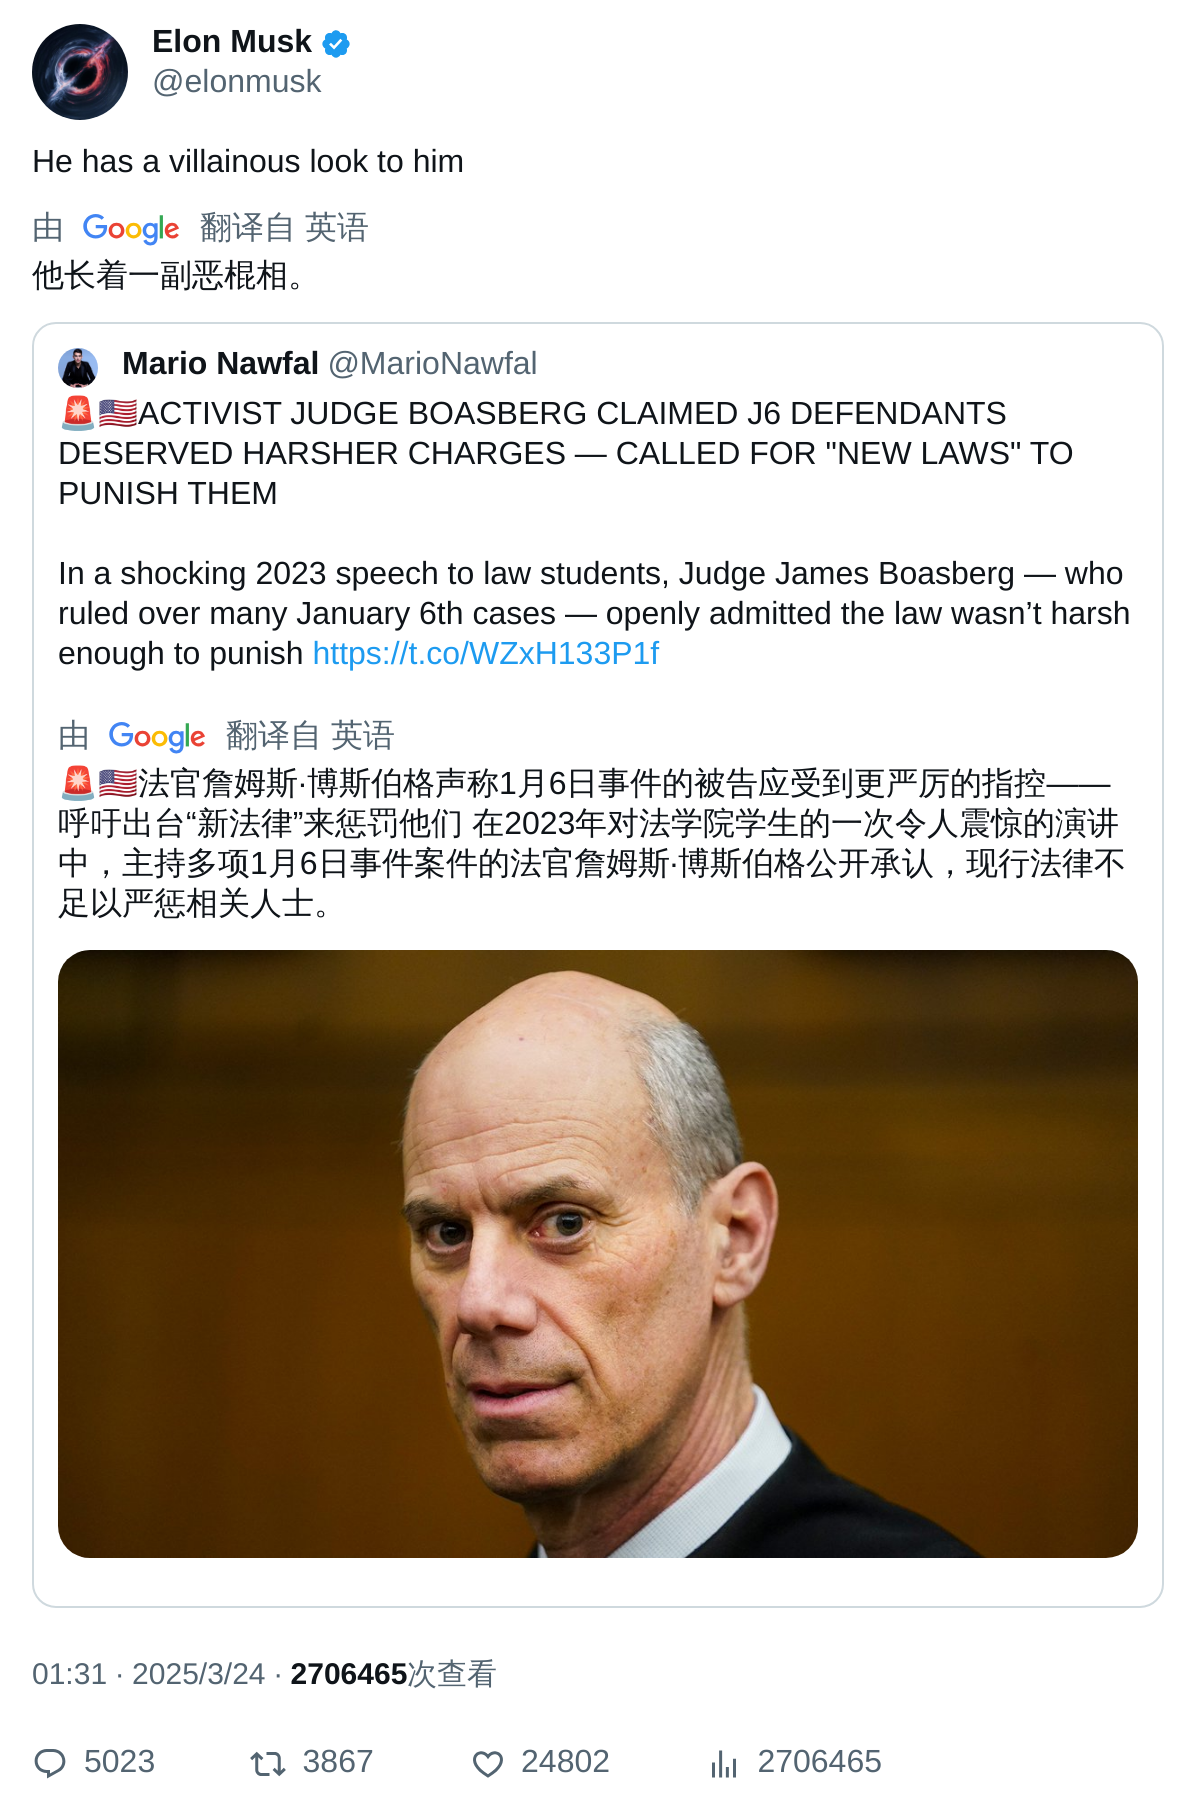 Elon Musk
@elonmusk
He has a villainous look to him
由 Google 翻译自 英语
他长着一副恶棍相。
Mario Nawfal @MarioNawfal
🚨🇺🇸ACTIVIST JUDGE BOASBERG CLAIMED J6 DEFENDANTS
DESERVED HARSHER CHARGES — CALLED FOR "NEW LAWS" TO
PUNISH THEM
In a shocking 2023 speech to law students, Judge James Boasberg — who
ruled over many January 6th cases — openly admitted the law wasn’t harsh
enough to punish https://t.co/WZxH133P1f
由 Google 翻译自 英语
🚨🇺🇸法官詹姆斯·博斯伯格声称1月6日事件的被告应受到更严厉的指控——
呼吁出台“新法律”来惩罚他们 在2023年对法学院学生的一次令人震惊的演讲
中，主持多项1月6日事件案件的法官詹姆斯·博斯伯格公开承认，现行法律不
足以严惩相关人士。
01:31 · 2025/3/24 · 2706465次查看
5023 3867 24802 2706465